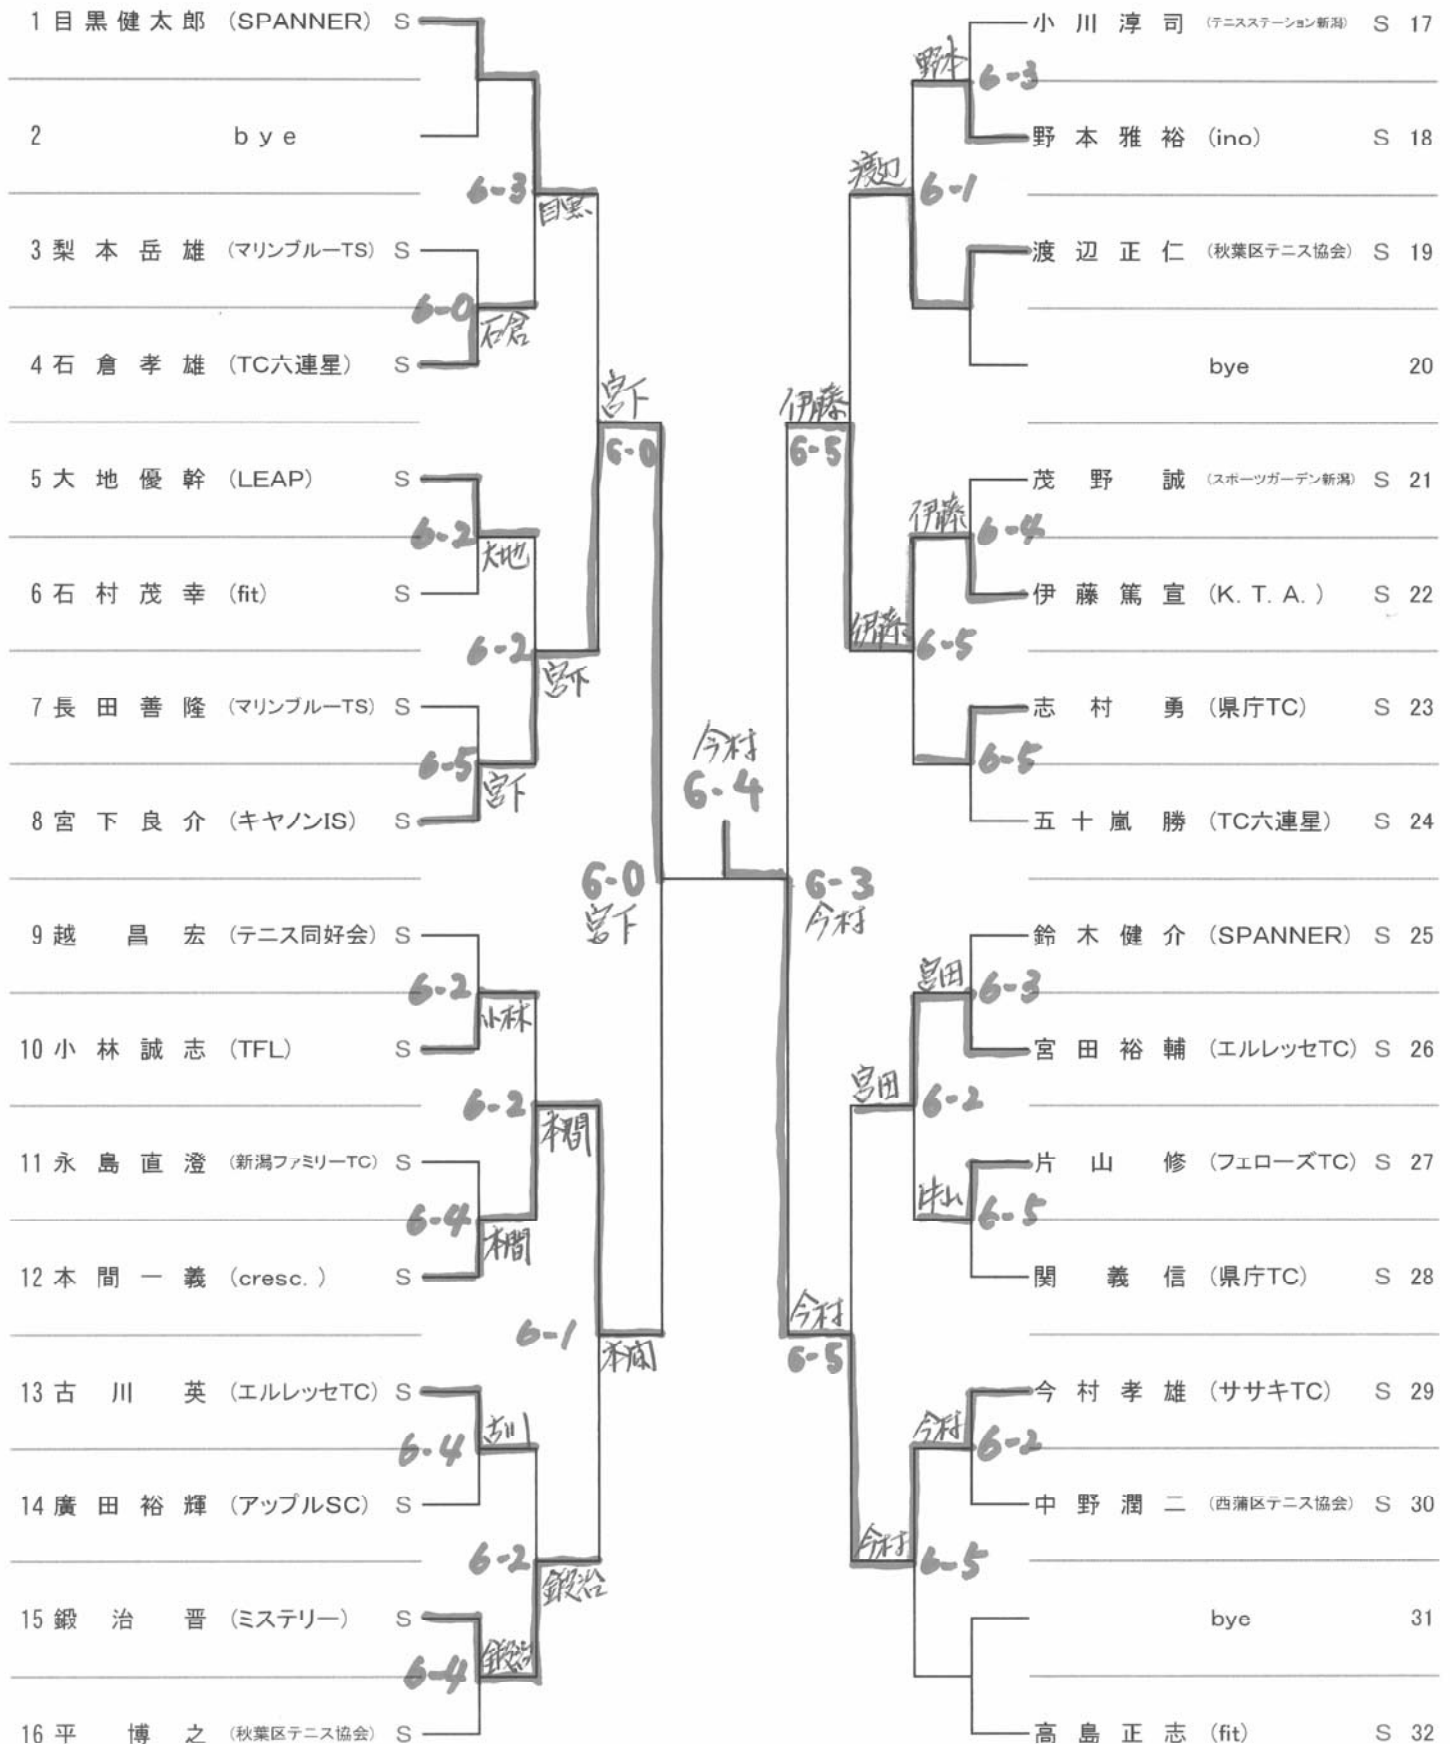 1 目黒健太郎 (SPANNER) S
2 bye
6-3
目黒
3 梨本岳雄 (マリンブルーTS) S
6-0
石倉
4 石倉孝雄 (TC六連星) S
宮下
6-0
5 大地優幹 (LEAP) S
6-2
大地
6 石村茂幸 (fit) S
6-2
宮下
7 長田善隆 (マリンブルーTS) S
6-5
宮下
8 宮下良介 (キヤノンIS) S
6-0
宮下
9 越昌宏 (テニス同好会) S
6-2
小林
10 小林誠志 (TFL) S
6-2
本間
11 永島直澄 (新潟ファミリーTC) S
6-4
本間
12 本間一義 (cresc.) S
6-1
本間
13 古川英 (エルレッセTC) S
古川
6-4
14 廣田裕輝 (アップルSC) S
6-2
鍛治
15 鍛治晋 (ミステリー) S
鍛治
6-4
16 平博之 (秋葉区テニス協会) S
今村
6-4
小川淳司 (テニスステーション新潟) S 17
野本
6-3
野本雅裕 (ino) S 18
渡辺
6-1
渡辺正仁 (秋葉区テニス協会) S 19
bye 20
伊藤
6-5
茂野誠 (スポーツガーデン新潟) S 21
伊藤
6-4
伊藤篤宣 (K.T.A.) S 22
伊藤
6-5
志村勇 (県庁TC) S 23
6-5
五十嵐勝 (TC六連星) S 24
6-3
今村
鈴木健介 (SPANNER) S 25
宮田
6-3
宮田裕輔 (エルレッセTC) S 26
宮田
6-2
片山修 (フェローズTC) S 27
片山
6-5
関義信 (県庁TC) S 28
今村
6-5
今村孝雄 (ササキTC) S 29
今村
6-2
中野潤二 (西蒲区テニス協会) S 30
今村
6-5
bye 31
高島正志 (fit) S 32